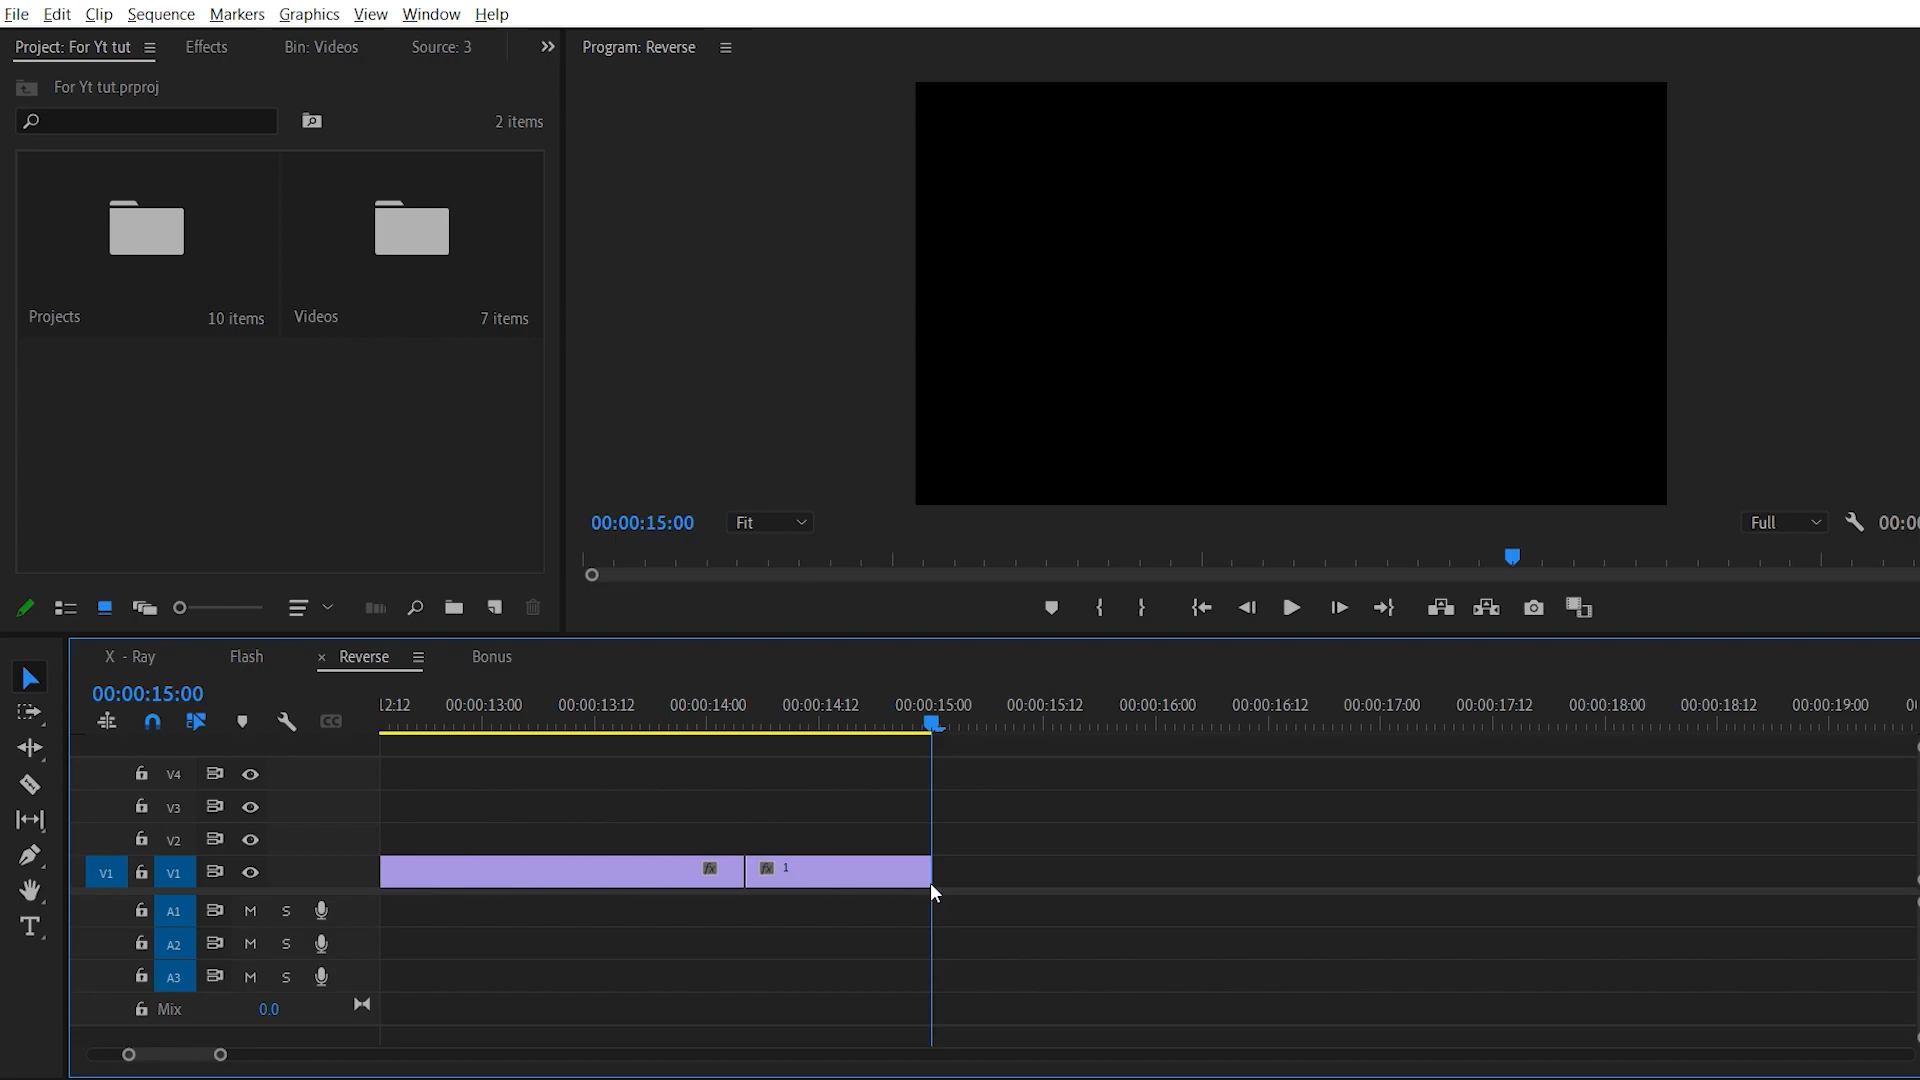 File Edit Clip Sequence Markers Graphics View Window Help
Project: For Yt tut Effects Bin: Videos Source: 3
Program: Reverse
For Yt tut.prproj
2 items
Projects 10 items Videos 7 items
00:00:15:00 Fit Full 00:00
X - Ray Flash × Reverse Bonus
00:00:15:00
12:12 00:00:13:00 00:00:13:12 00:00:14:00 00:00:14:12 00:00:15:00 00:00:15:12 00:00:16:00 00:00:16:12 00:00:17:00 00:00:17:12 00:00:18:00 00:00:18:12 00:00:19:00
CC
V4
V3
V2
V1 V1 fx fx 1
A1 M S
A2 M S
A3 M S
Mix 0.0